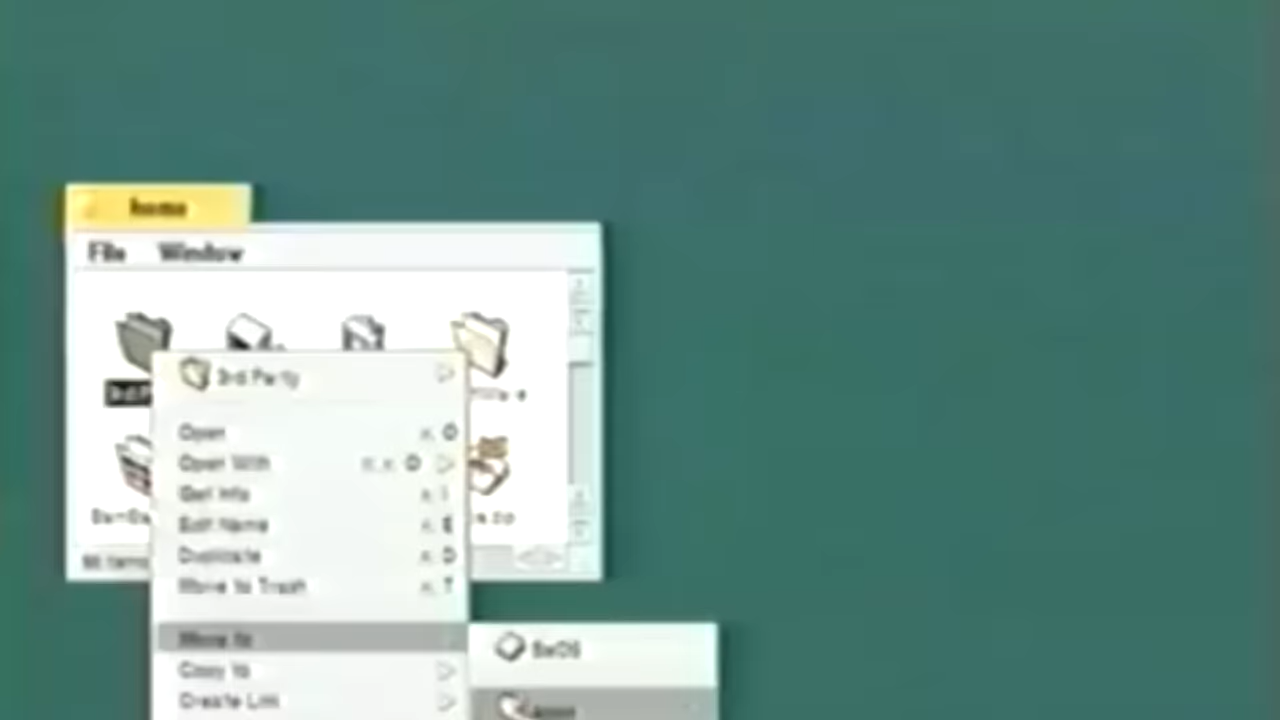 home
File Window
3rd Party
Open O
Open With O
Get Info I
Edit Name E
Duplicate D
Move to Trash T
Move to
Copy to
Create Link
BeOS